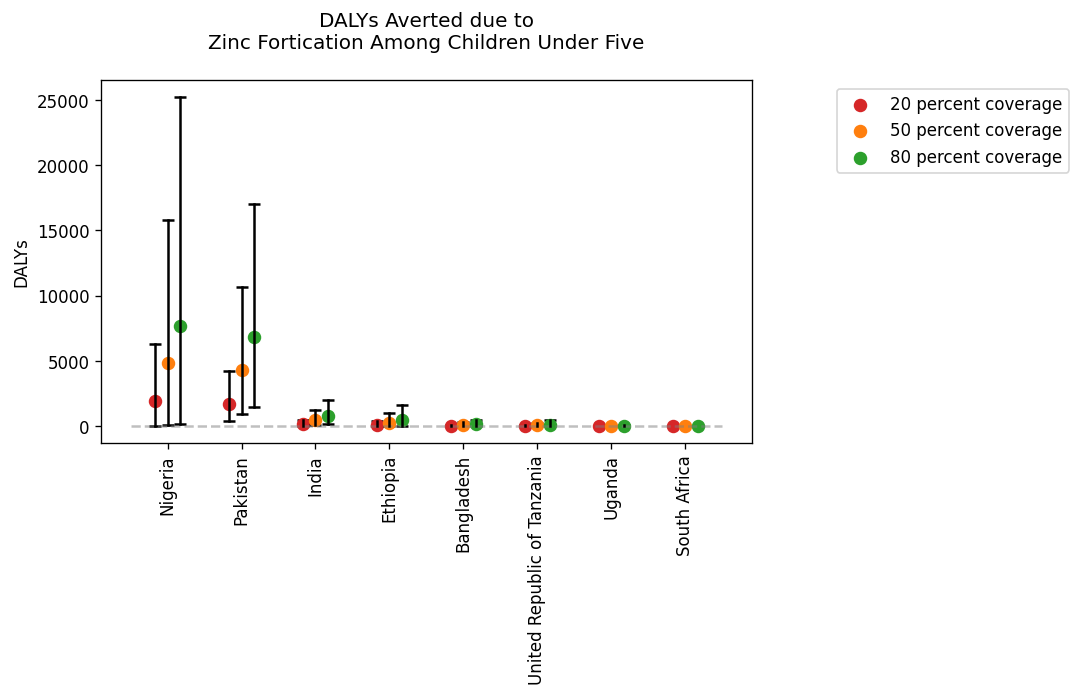 DALYs Averted due to
Zinc Fortication Among Children Under Five
20 percent coverage
50 percent coverage
80 percent coverage
DALYs
25000
20000
15000
10000
5000
0
Nigeria
Pakistan
India
Ethiopia
Bangladesh
United Republic of Tanzania
Uganda
South Africa